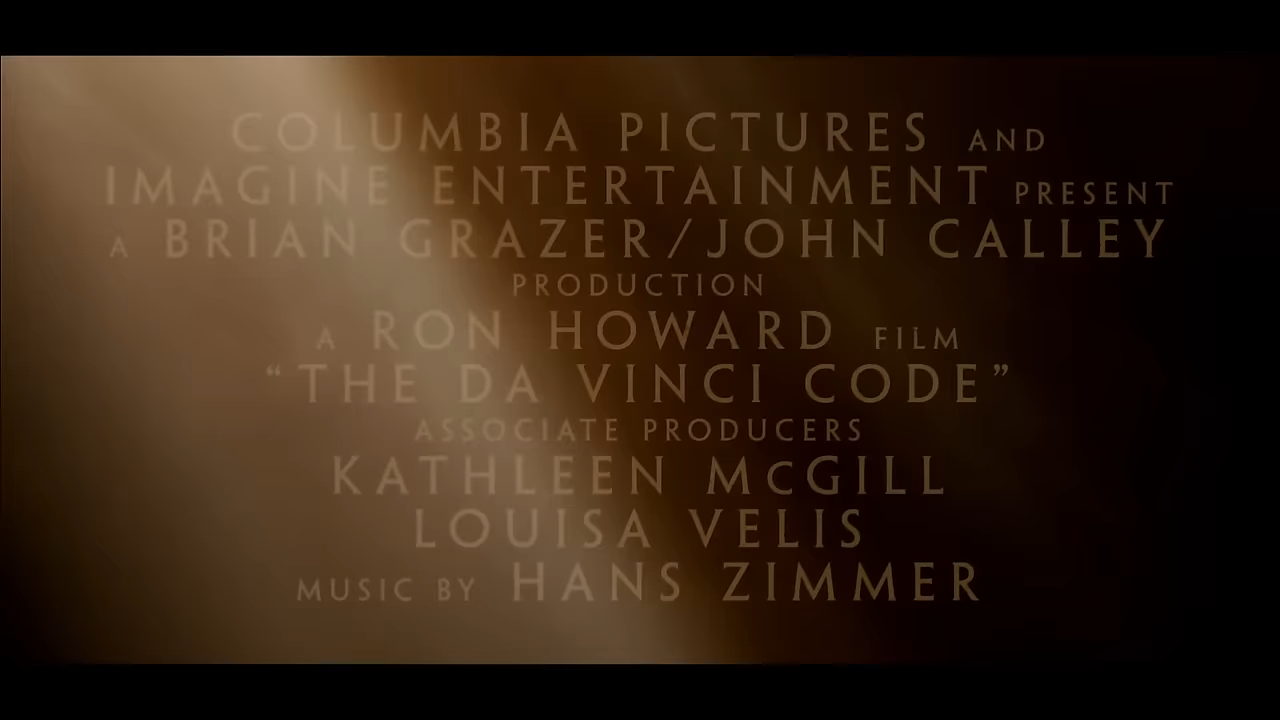 COLUMBIA PICTURES AND
IMAGINE ENTERTAINMENT PRESENT
A BRIAN GRAZER/JOHN CALLEY
PRODUCTION
A RON HOWARD FILM
“THE DA VINCI CODE”
ASSOCIATE PRODUCERS
KATHLEEN McGILL
LOUISA VELIS
MUSIC BY HANS ZIMMER